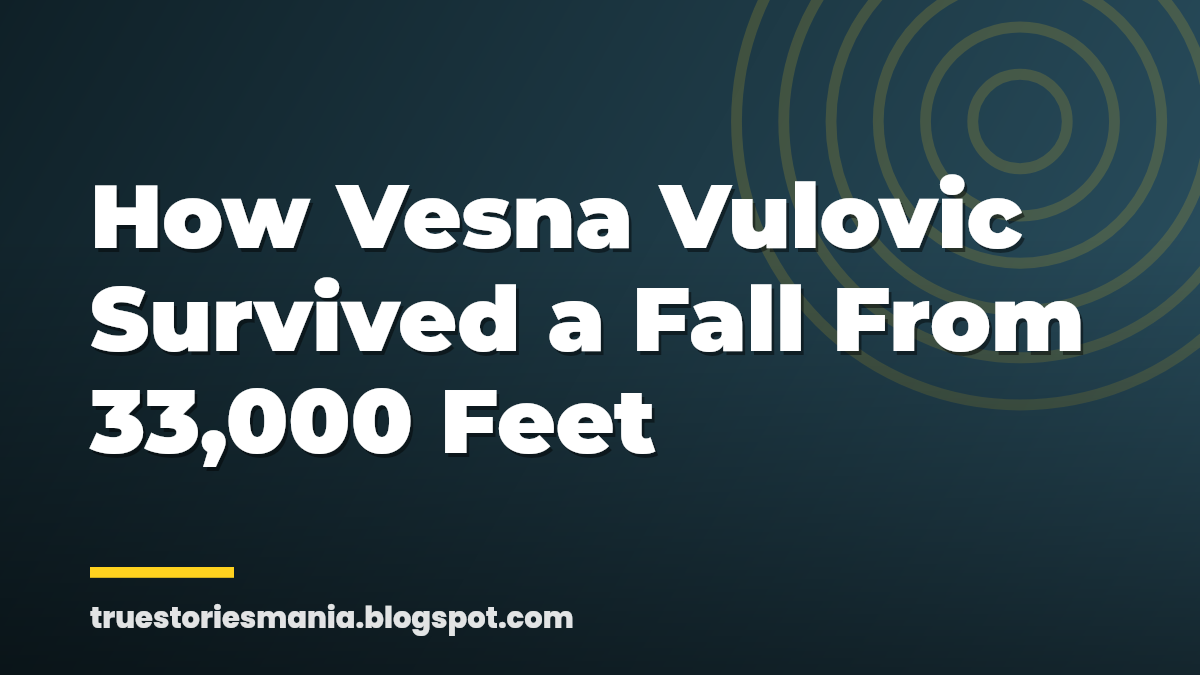 How Vesna Vulovic
Survived a Fall From
33,000 Feet
truestoriesmania.blogspot.com